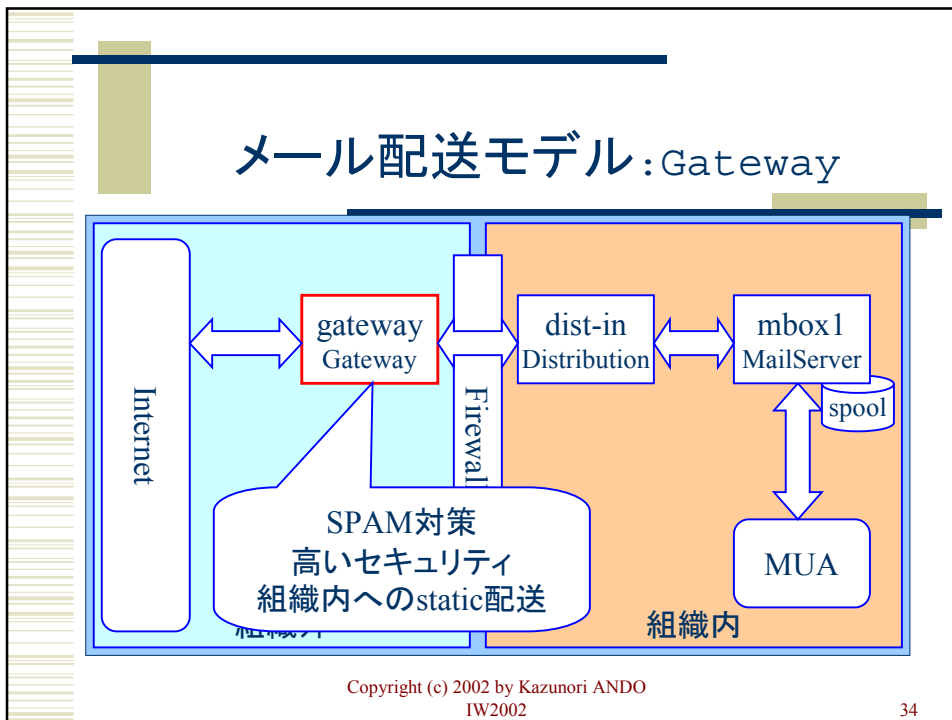 メール配送モデル:Gateway
Internet
gateway
Gateway
Firewall
dist-in
Distribution
mbox1
MailServer
spool
SPAM対策
高いセキュリティ
組織内へのstatic配送
MUA
組織内
Copyright (c) 2002 by Kazunori ANDO
IW2002
34